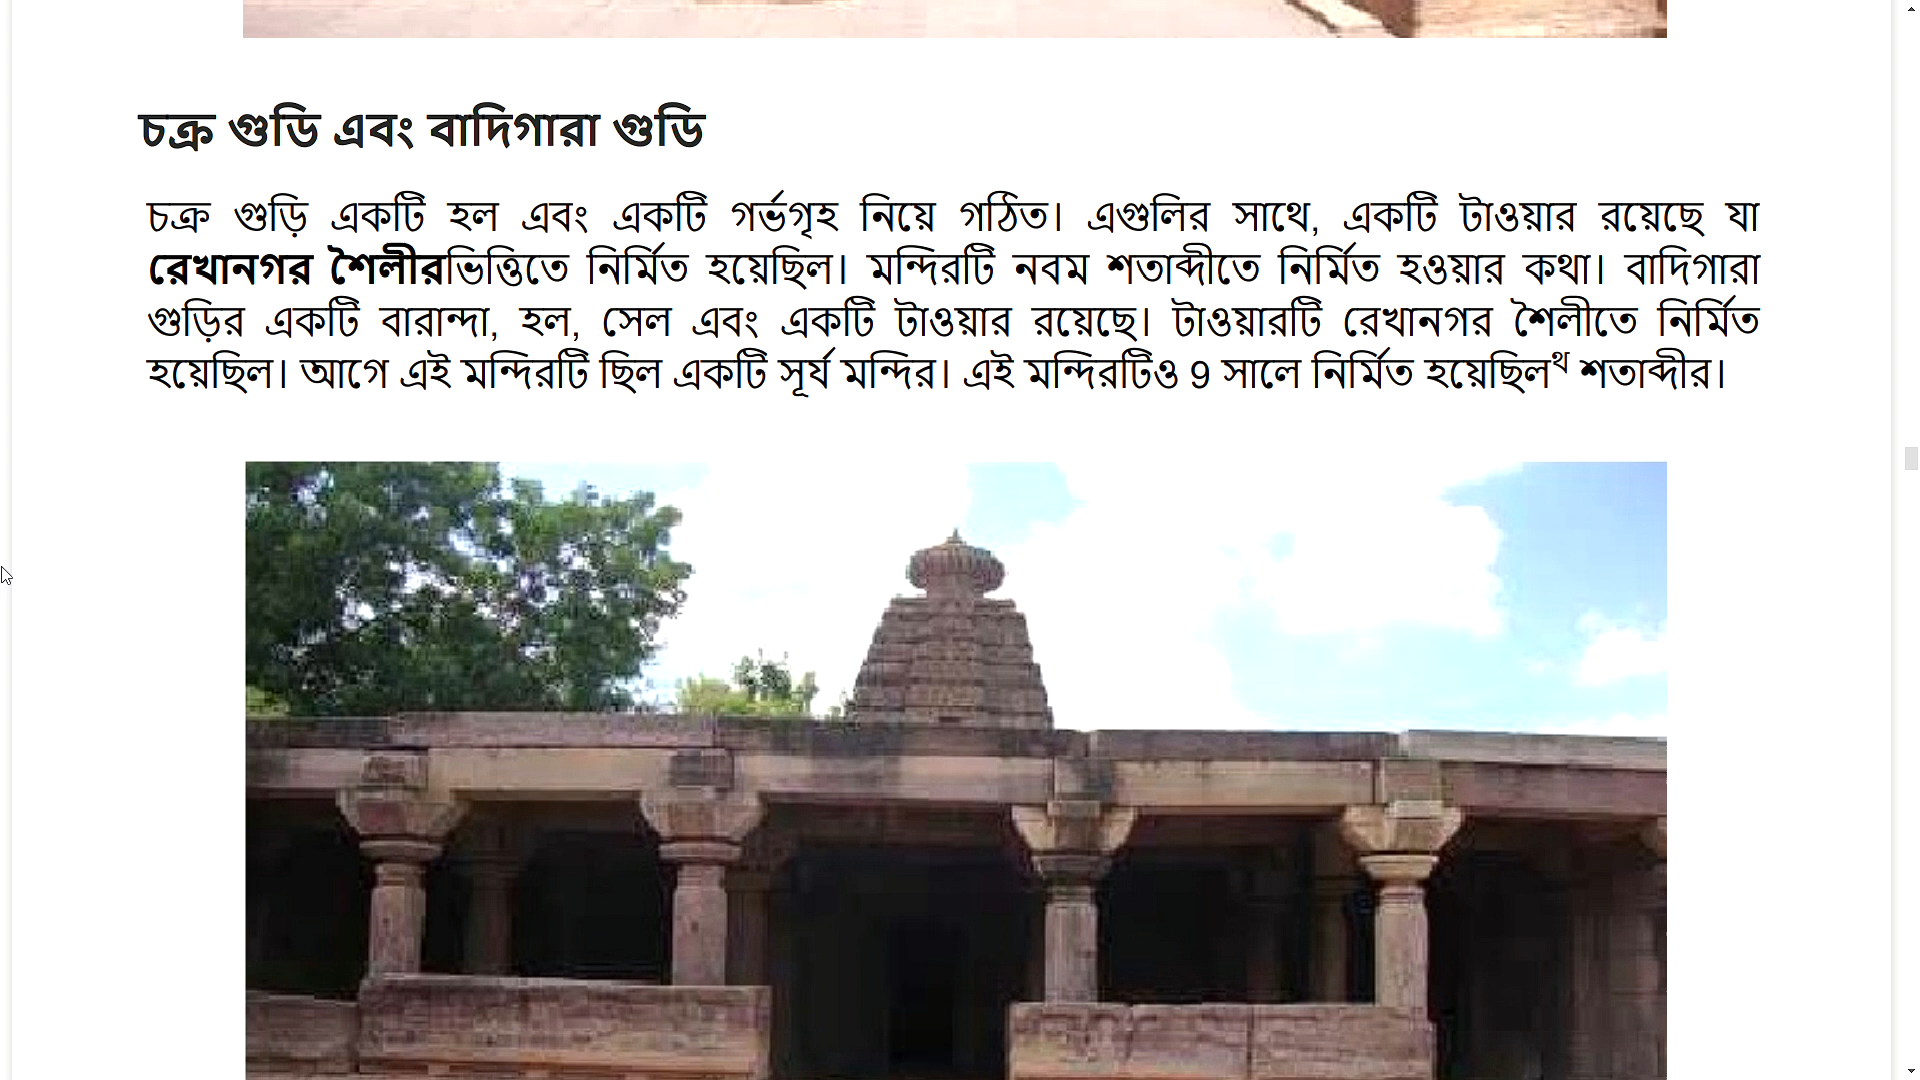 চক্র গুডি এবং বাদিগারা গুডি
চক্র গুড়ি একটি হল এবং একটি গর্ভগৃহ নিয়ে গঠিত। এগুলির সাথে, একটি টাওয়ার রয়েছে যা
রেখানগর শৈলীরভিত্তিতে নির্মিত হয়েছিল। মন্দিরটি নবম শতাব্দীতে নির্মিত হওয়ার কথা। বাদিগারা
গুড়ির একটি বারান্দা, হল, সেল এবং একটি টাওয়ার রয়েছে। টাওয়ারটি রেখানগর শৈলীতে নির্মিত
হয়েছিল। আগে এই মন্দিরটি ছিল একটি সূর্য মন্দির। এই মন্দিরটিও 9 সালে নির্মিত হয়েছিলথ শতাব্দীর।